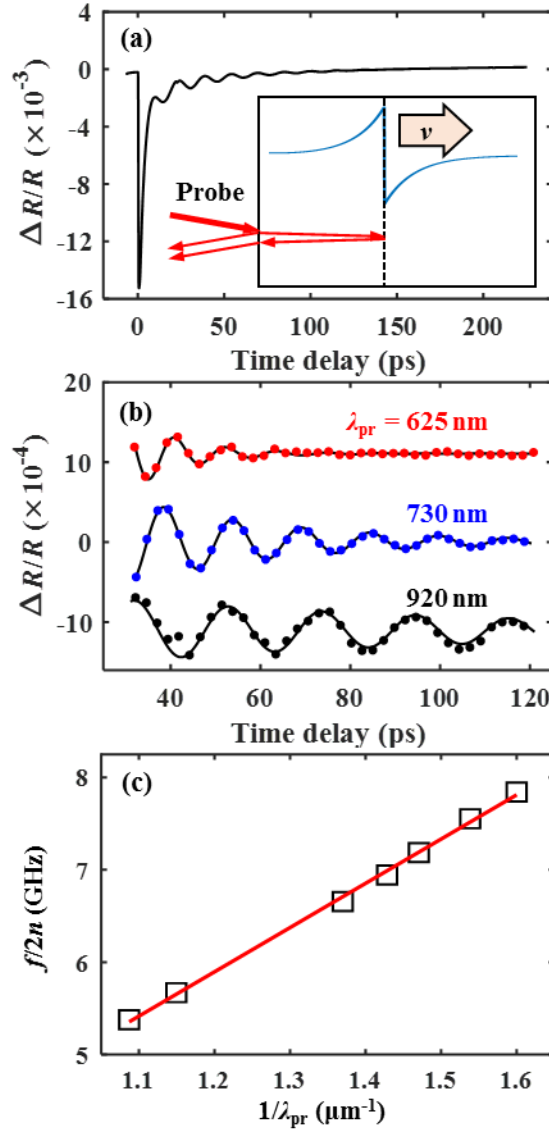 (a)
ΔR/R (×10⁻³)
4
0
-4
-8
-12
-16
v
Probe
0 50 100 150 200
Time delay (ps)
(b)
ΔR/R (×10⁻⁴)
20
10
0
-10
λpr = 625 nm
730 nm
920 nm
40 60 80 100 120
Time delay (ps)
(c)
f/2n (GHz)
8
7
6
5
1.1 1.2 1.3 1.4 1.5 1.6
1/λpr (μm⁻¹)